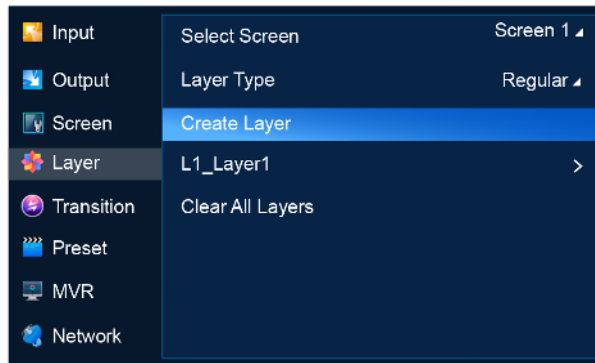 Input
Output
Screen
Layer
Transition
Preset
MVR
Network
Select Screen Screen 1
Layer Type Regular
Create Layer
L1_Layer1 >
Clear All Layers